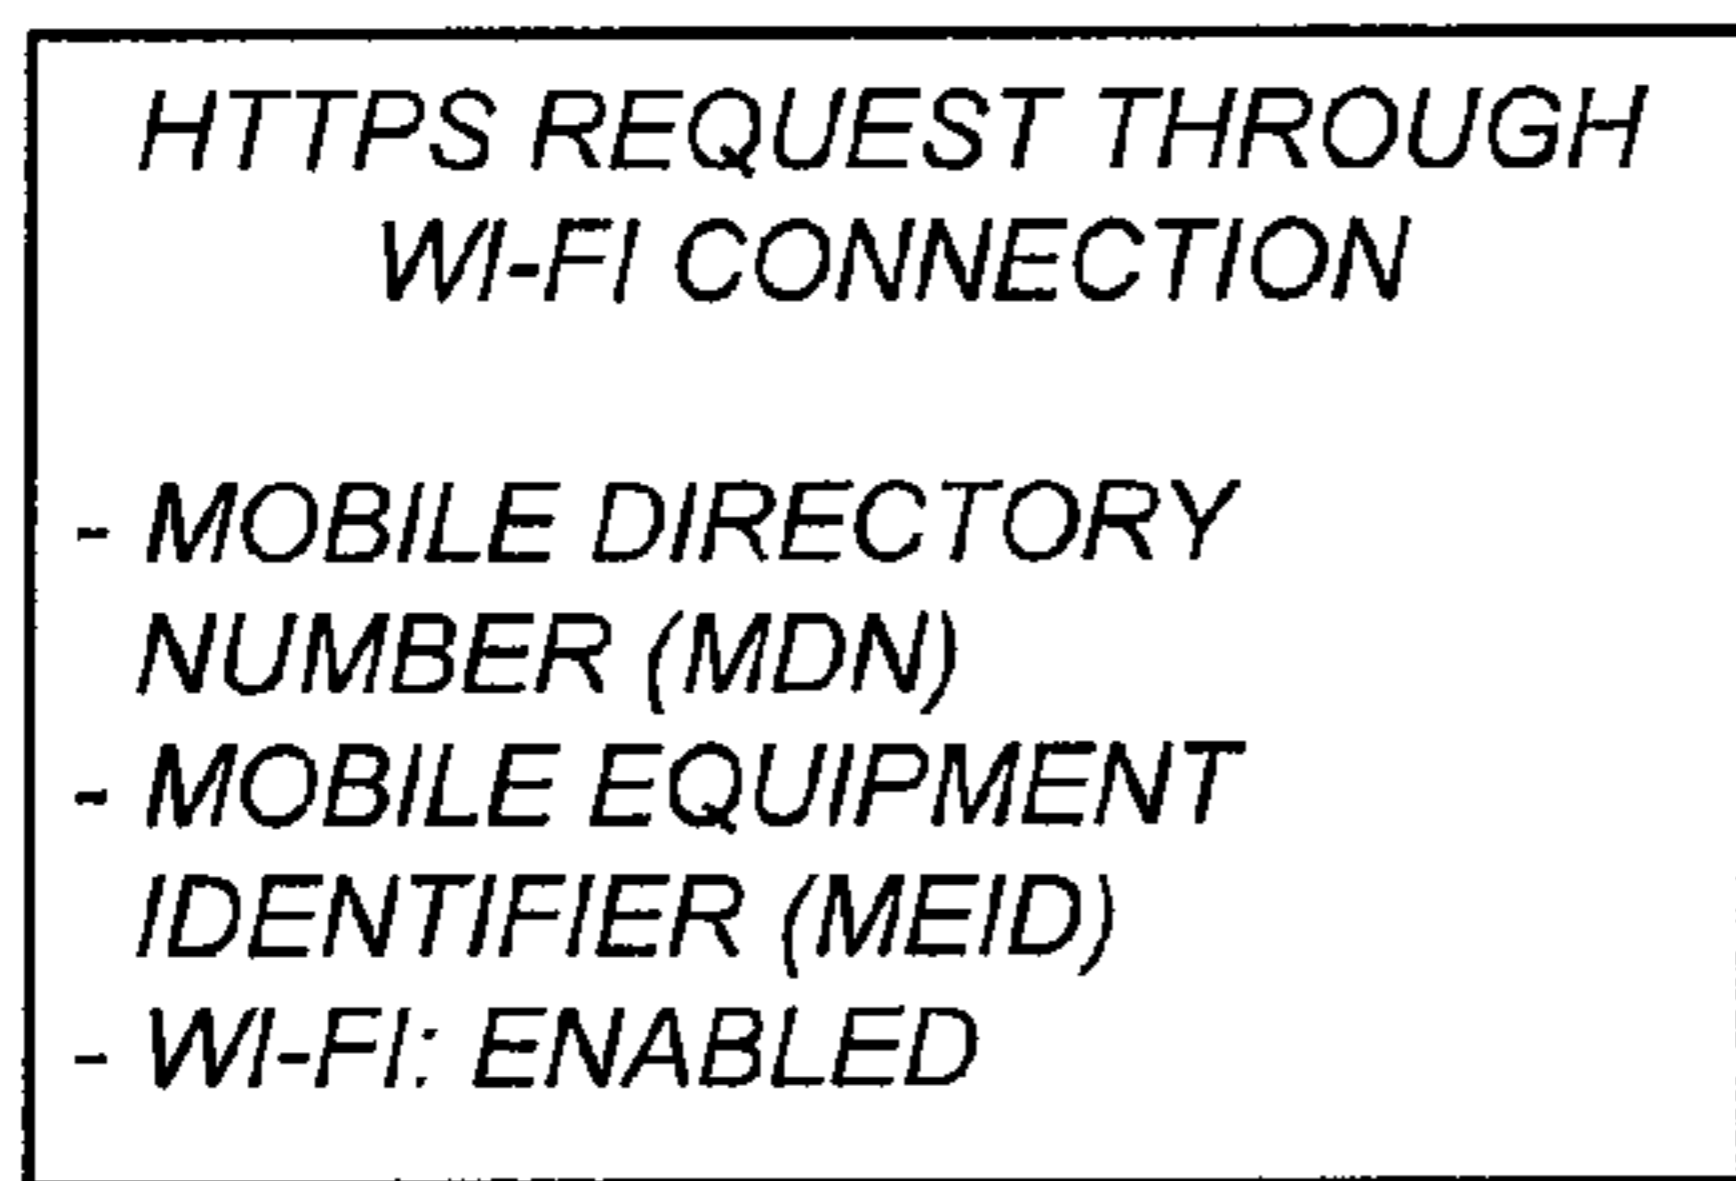 HTTPS REQUEST THROUGH
WI-FI CONNECTION
- MOBILE DIRECTORY
NUMBER (MDN)
- MOBILE EQUIPMENT
IDENTIFIER (MEID)
- WI-FI: ENABLED